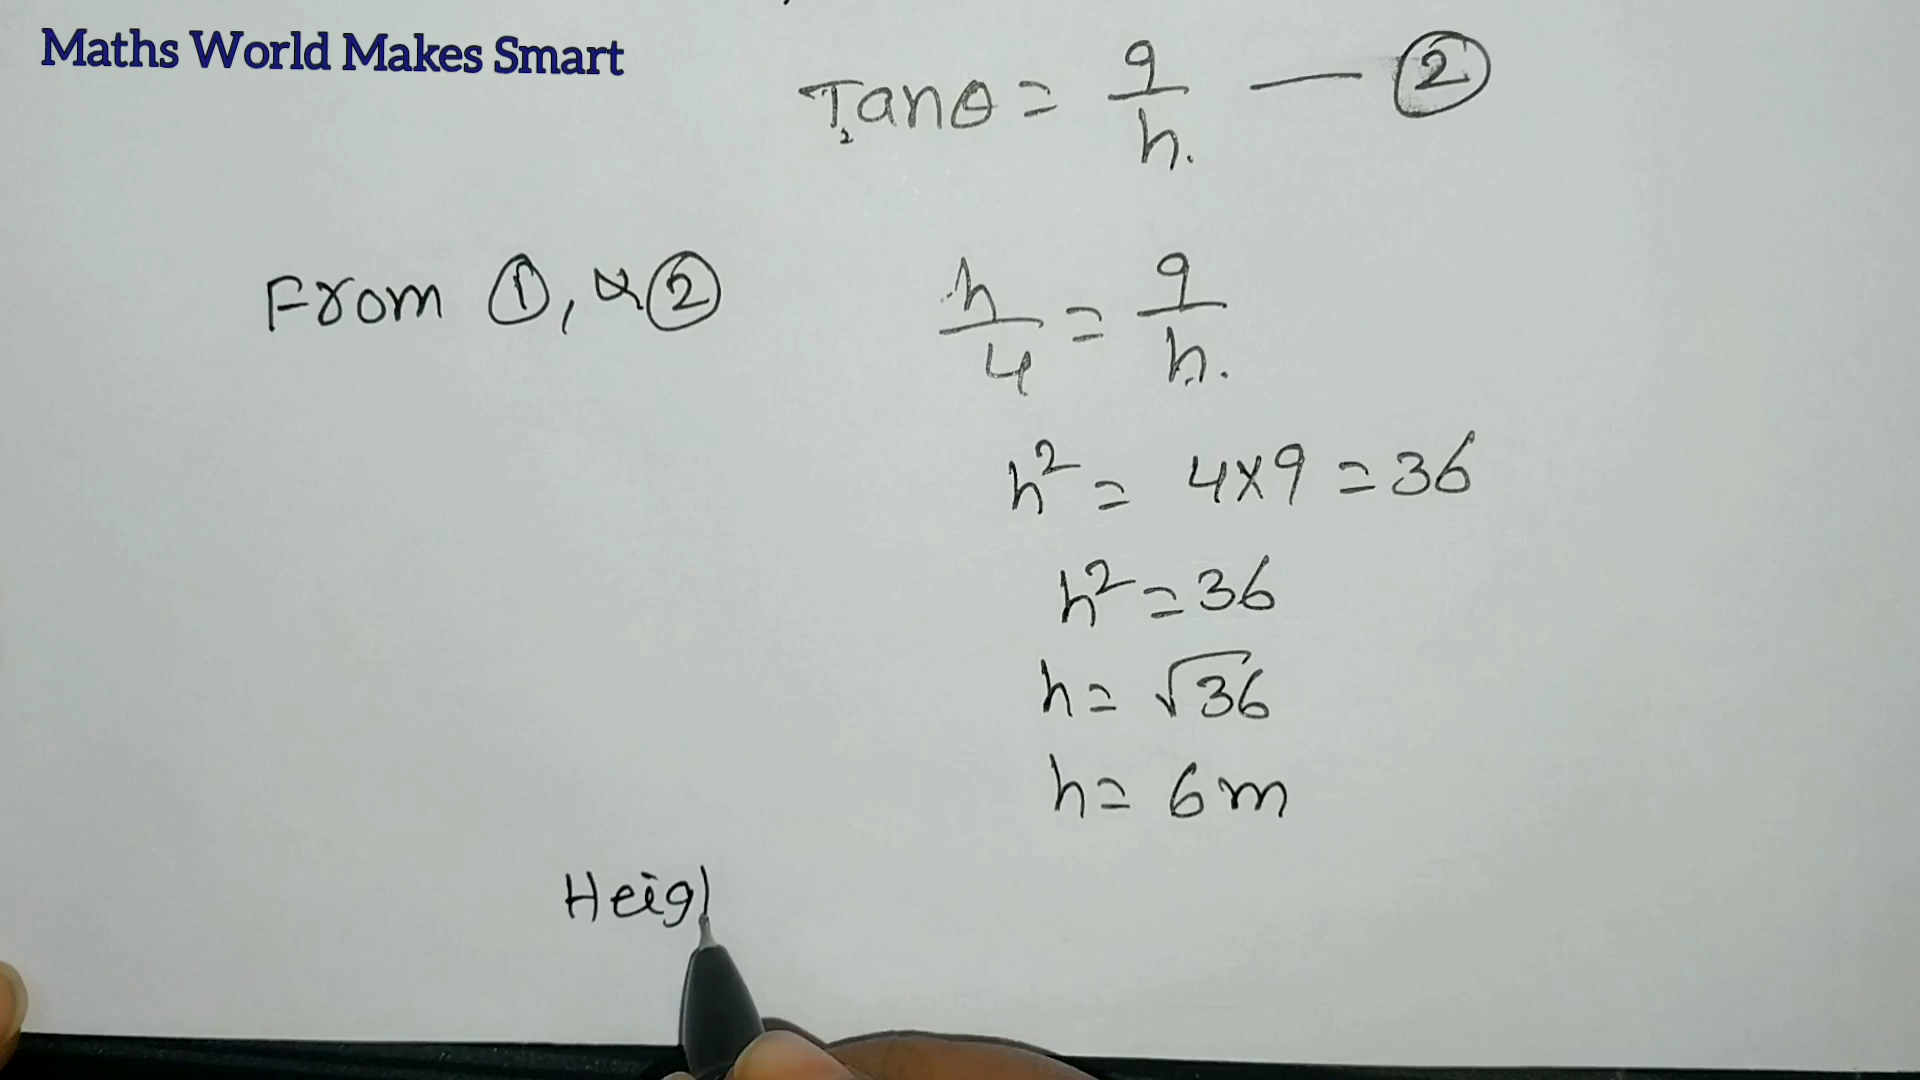 Maths World Makes Smart
Tanθ = 9/h. — ②
From ①, & ② h/4 = 9/h.
h² = 4×9 = 36
h² = 36
h = √36
h = 6m
Heigl